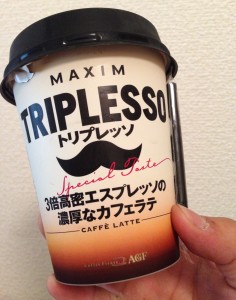 MAXIM
TRIPLESSO
トリプレッソ
Special Taste
3倍高密エスプレッソの
濃厚なカフェラテ
CAFFÈ LATTE
AGF